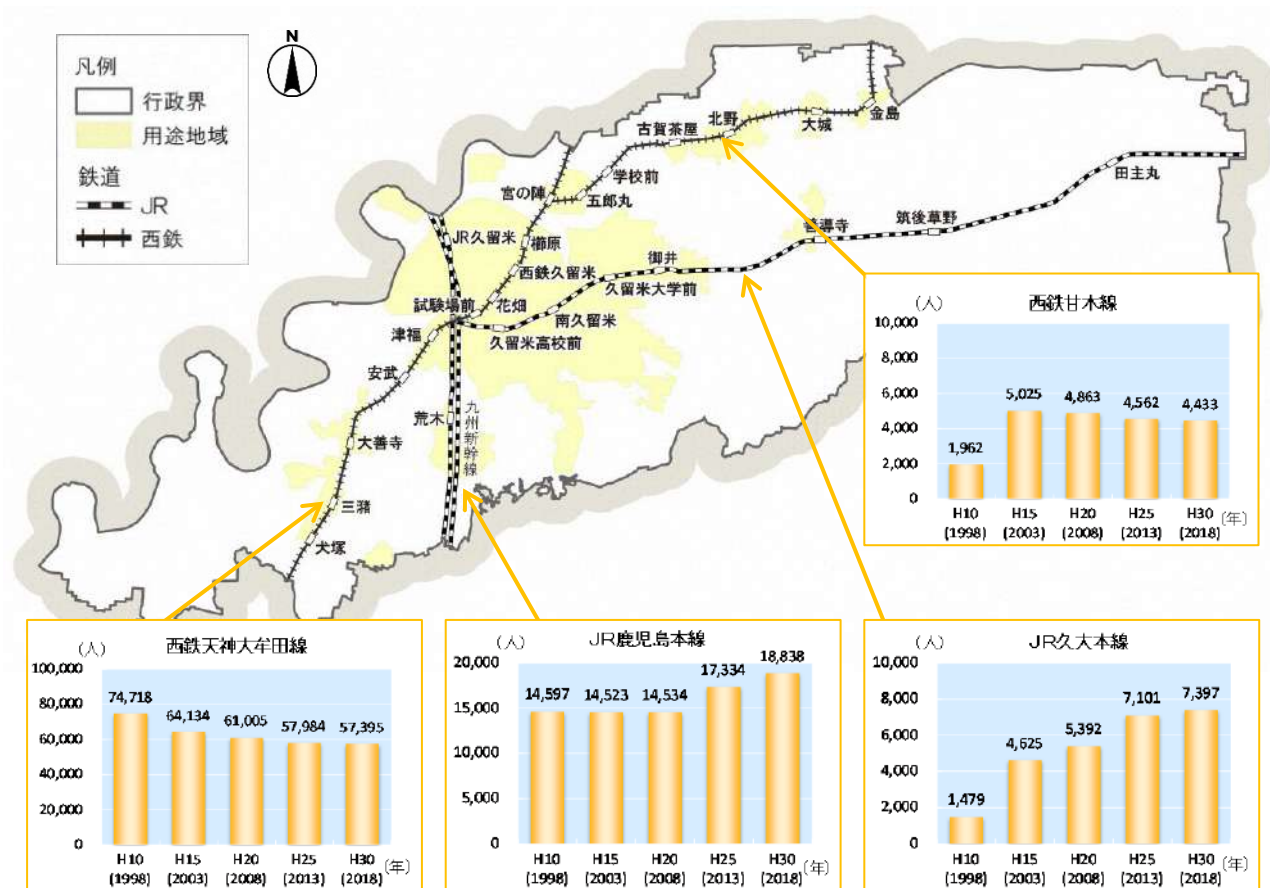 凡例
行政界
用途地域
鉄道
JR
西鉄
N
金島
大城
北野
古賀茶屋
学校前
五郎丸
宮の陣
田主丸
筑後草野
善導寺
JR久留米
櫛原
御井
西鉄久留米
久留米大学前
試験場前
花畑
南久留米
久留米高校前
津福
安武
荒木
九州新幹線
大善寺
三潴
犬塚
(人)
西鉄甘木線
10,000
8,000
6,000
4,000
2,000
0
1,962
5,025
4,863
4,562
4,433
H10 H15 H20 H25 H30 (年)
(1998) (2003) (2008) (2013) (2018)
(人)
西鉄天神大牟田線
100,000
80,000
60,000
40,000
20,000
0
74,718
64,134
61,005
57,984
57,395
H10 H15 H20 H25 H30 (年)
(1998) (2003) (2008) (2013) (2018)
(人)
JR鹿児島本線
20,000
15,000
10,000
5,000
0
14,597
14,523
14,534
17,334
18,838
H10 H15 H20 H25 H30 (年)
(1998) (2003) (2008) (2013) (2018)
(人)
JR久大本線
10,000
8,000
6,000
4,000
2,000
0
1,479
4,625
5,392
7,101
7,397
H10 H15 H20 H25 H30 (年)
(1998) (2003) (2008) (2013) (2018)